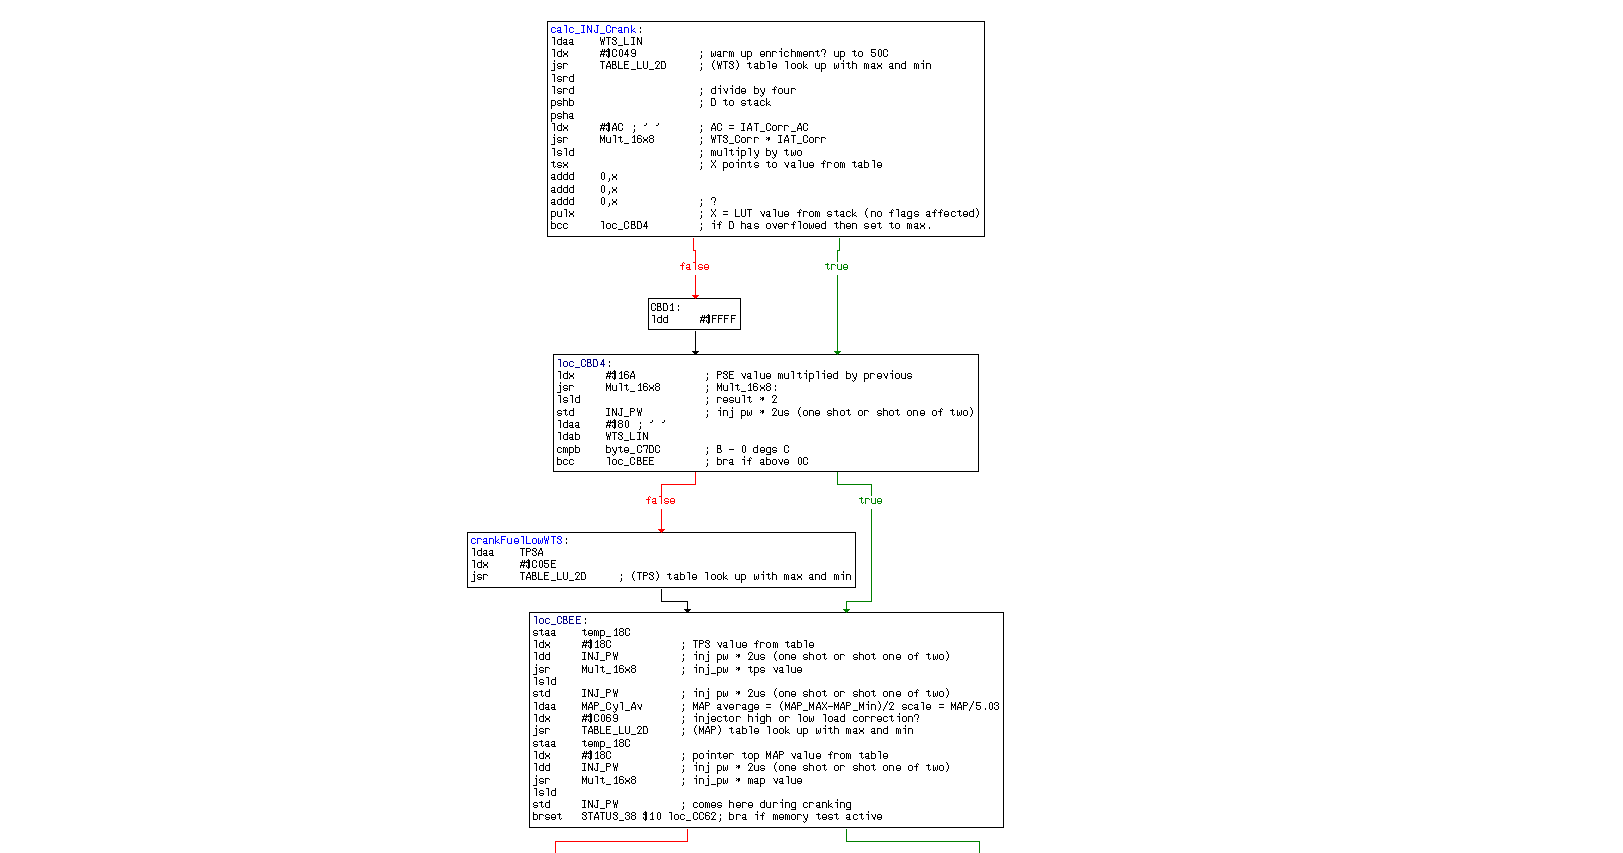 calc_INJ_Crank:
ldaa WTS_LIN
ldx #$C049 ; warm up enrichment? up to 50C
jsr TABLE_LU_2D ; (WTS) table look up with max and min
lsrd
lsrd ; divide by four
pshb ; D to stack
psha
ldx #$AC ; ' ' ; AC = IAT_Corr_AC
jsr Mult_16x8 ; WTS_Corr * IAT_Corr
lsld ; multiply by two
tsx ; X points to value from table
addd 0,x
addd 0,x
addd 0,x ; ?
pulx ; X = LUT value from stack (no flags affected)
bcc loc_CBD4 ; if D has overflowed then set to max.
false
true
CBD1:
ldd #$FFFF
loc_CBD4:
ldx #$16A ; PSE value multiplied by previous
jsr Mult_16x8 ; Mult_16x8:
lsld ; result * 2
std INJ_PW ; inj pw * 2us (one shot or shot one of two)
ldaa #$80 ; ' '
ldab WTS_LIN
cmpb byte_C7DC ; B - 0 degs C
bcc loc_CBEE ; bra if above 0C
false
true
crankFuelLowWTS:
ldaa TPSA
ldx #$C05E
jsr TABLE_LU_2D ; (TPS) table look up with max and min
loc_CBEE:
staa temp_18C
ldx #$18C ; TPS value from table
ldd INJ_PW ; inj pw * 2us (one shot or shot one of two)
jsr Mult_16x8 ; inj_pw * tps value
lsld
std INJ_PW ; inj pw * 2us (one shot or shot one of two)
ldaa MAP_Cyl_Av ; MAP average = (MAP_MAX-MAP_Min)/2 scale = MAP/5.03
ldx #$C069 ; injector high or low load correction?
jsr TABLE_LU_2D ; (MAP) table look up with max and min
staa temp_18C
ldx #$18C ; pointer top MAP value from table
ldd INJ_PW ; inj pw * 2us (one shot or shot one of two)
jsr Mult_16x8 ; inj_pw * map value
lsld
std INJ_PW ; comes here during cranking
brset STATUS_38 $10 loc_CC62; bra if memory test active